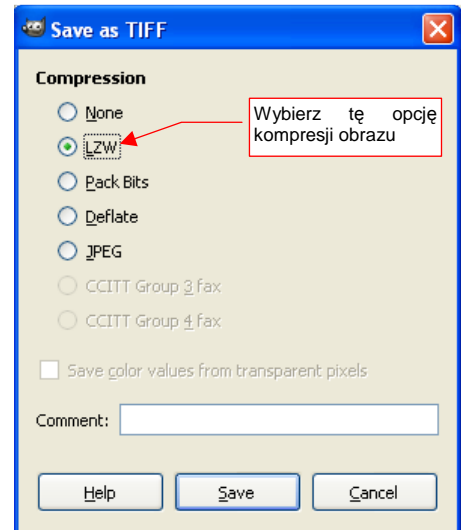 Save as TIFF
Compression
None
Wybierz tę opcję
kompresji obrazu
LZW
Pack Bits
Deflate
JPEG
CCITT Group 3 fax
CCITT Group 4 fax
Save color values from transparent pixels
Comment:
Help Save Cancel